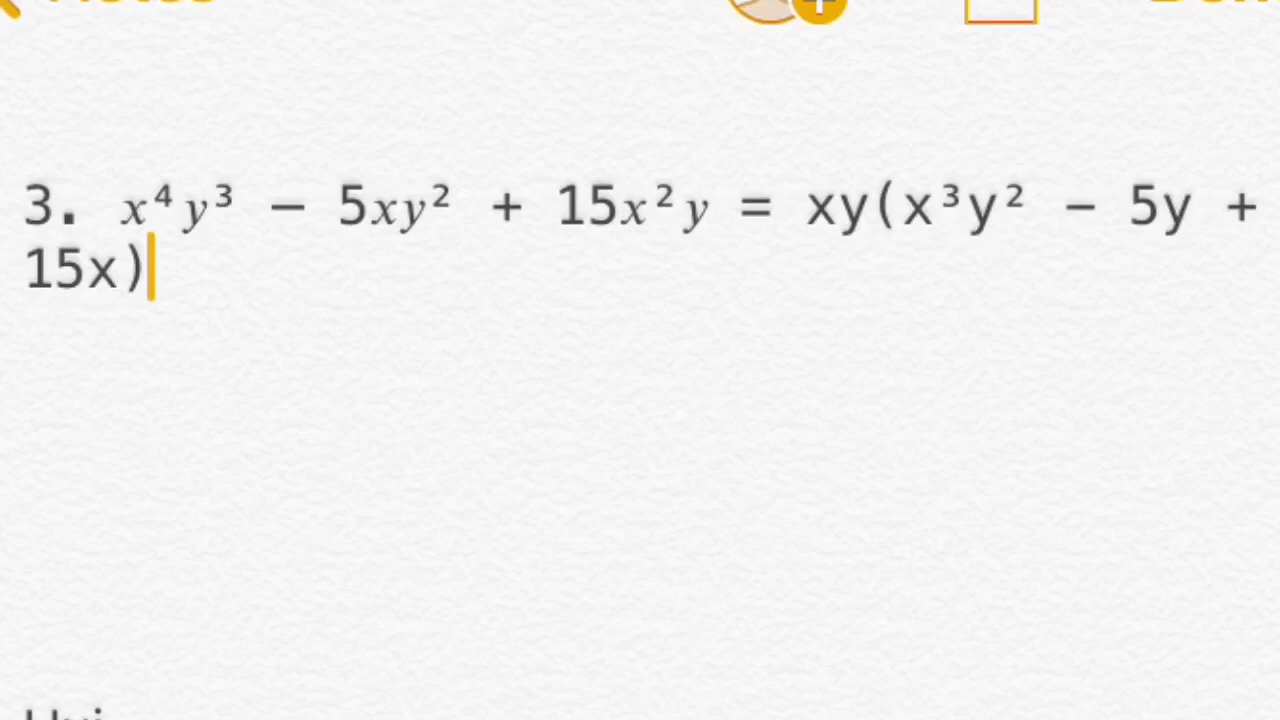 3. 𝑥⁴𝑦³ − 5𝑥𝑦² + 15𝑥²𝑦 = xy(x³y² − 5y +
15x)